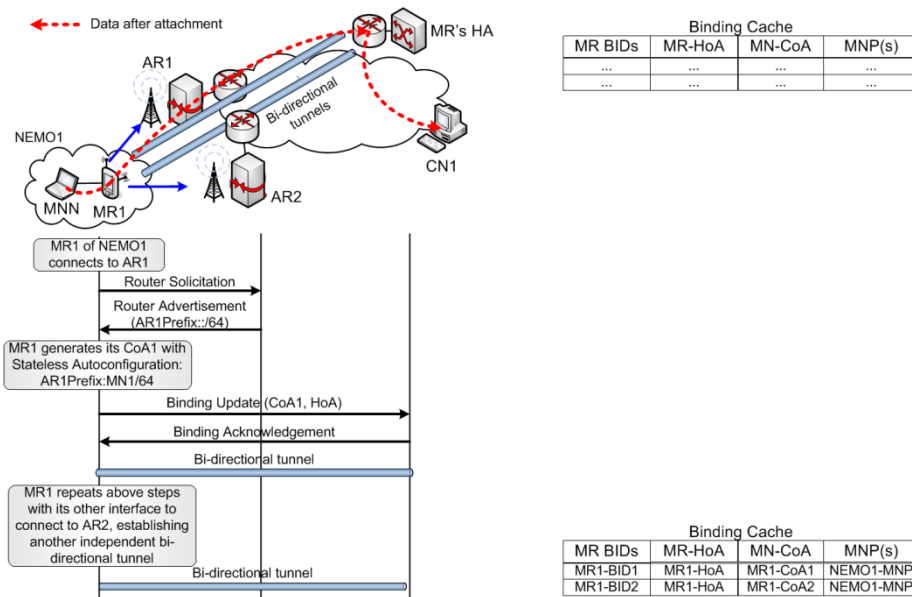 Data after attachment
MR's HA
AR1
Bi-directional
tunnels
NEMO1
CN1
MNN
MR1
AR2
Binding Cache
MR BIDs MR-HoA MN-CoA MNP(s)
... ... ... ...
... ... ... ...
MR1 of NEMO1
connects to AR1
Router Solicitation
Router Advertisement
(AR1Prefix::/64)
MR1 generates its CoA1 with
Stateless Autoconfiguration:
AR1Prefix:MN1/64
Binding Update (CoA1, HoA)
Binding Acknowledgement
Bi-directional tunnel
MR1 repeats above steps
with its other interface to
connect to AR2, establishing
another independent bi-
directional tunnel
Bi-directional tunnel
Binding Cache
MR BIDs MR-HoA MN-CoA MNP(s)
MR1-BID1 MR1-HoA MR1-CoA1 NEMO1-MNP
MR1-BID2 MR1-HoA MR1-CoA2 NEMO1-MNP